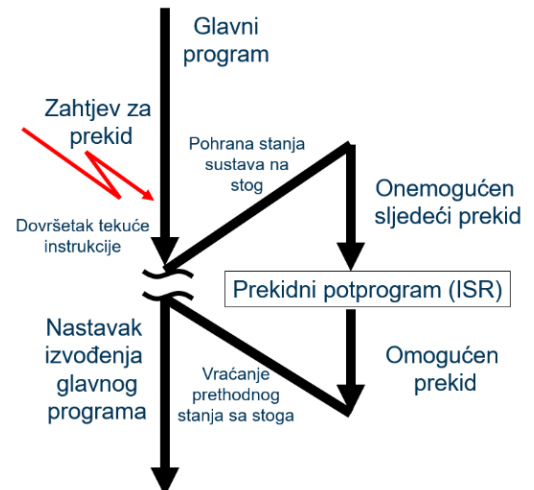 Glavni
program
Zahtjev za
prekid
Pohrana stanja
sustava na
stog
Onemogućen
sljedeći prekid
Dovršetak tekuće
instrukcije
Prekidni potprogram (ISR)
Nastavak
izvođenja
glavnog
programa
Vraćanje
prethodnog
stanja sa stoga
Omogućen
prekid